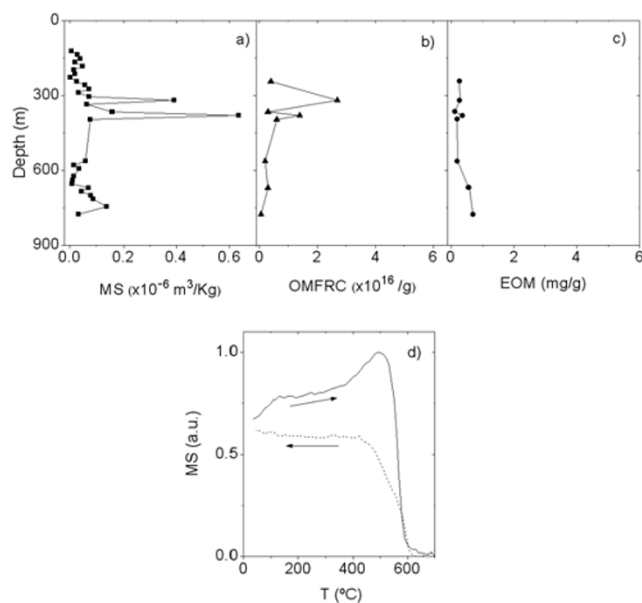 0
300
600
900
Depth (m)
a)
0.0 0.2 0.4 0.6
MS (x10⁻⁶ m³/Kg)
b)
0 2 4 6
OMFRC (x10¹⁶ /g)
c)
0 2 4 6
EOM (mg/g)
d)
1.0
0.5
0.0
MS (a.u.)
0 200 400 600
T (ºC)